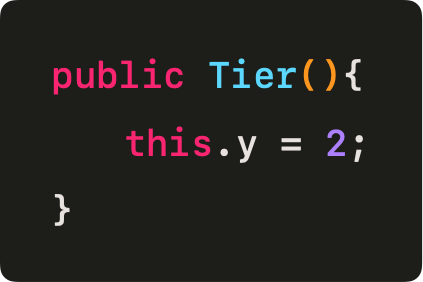 public Tier(){
    this.y = 2;
}